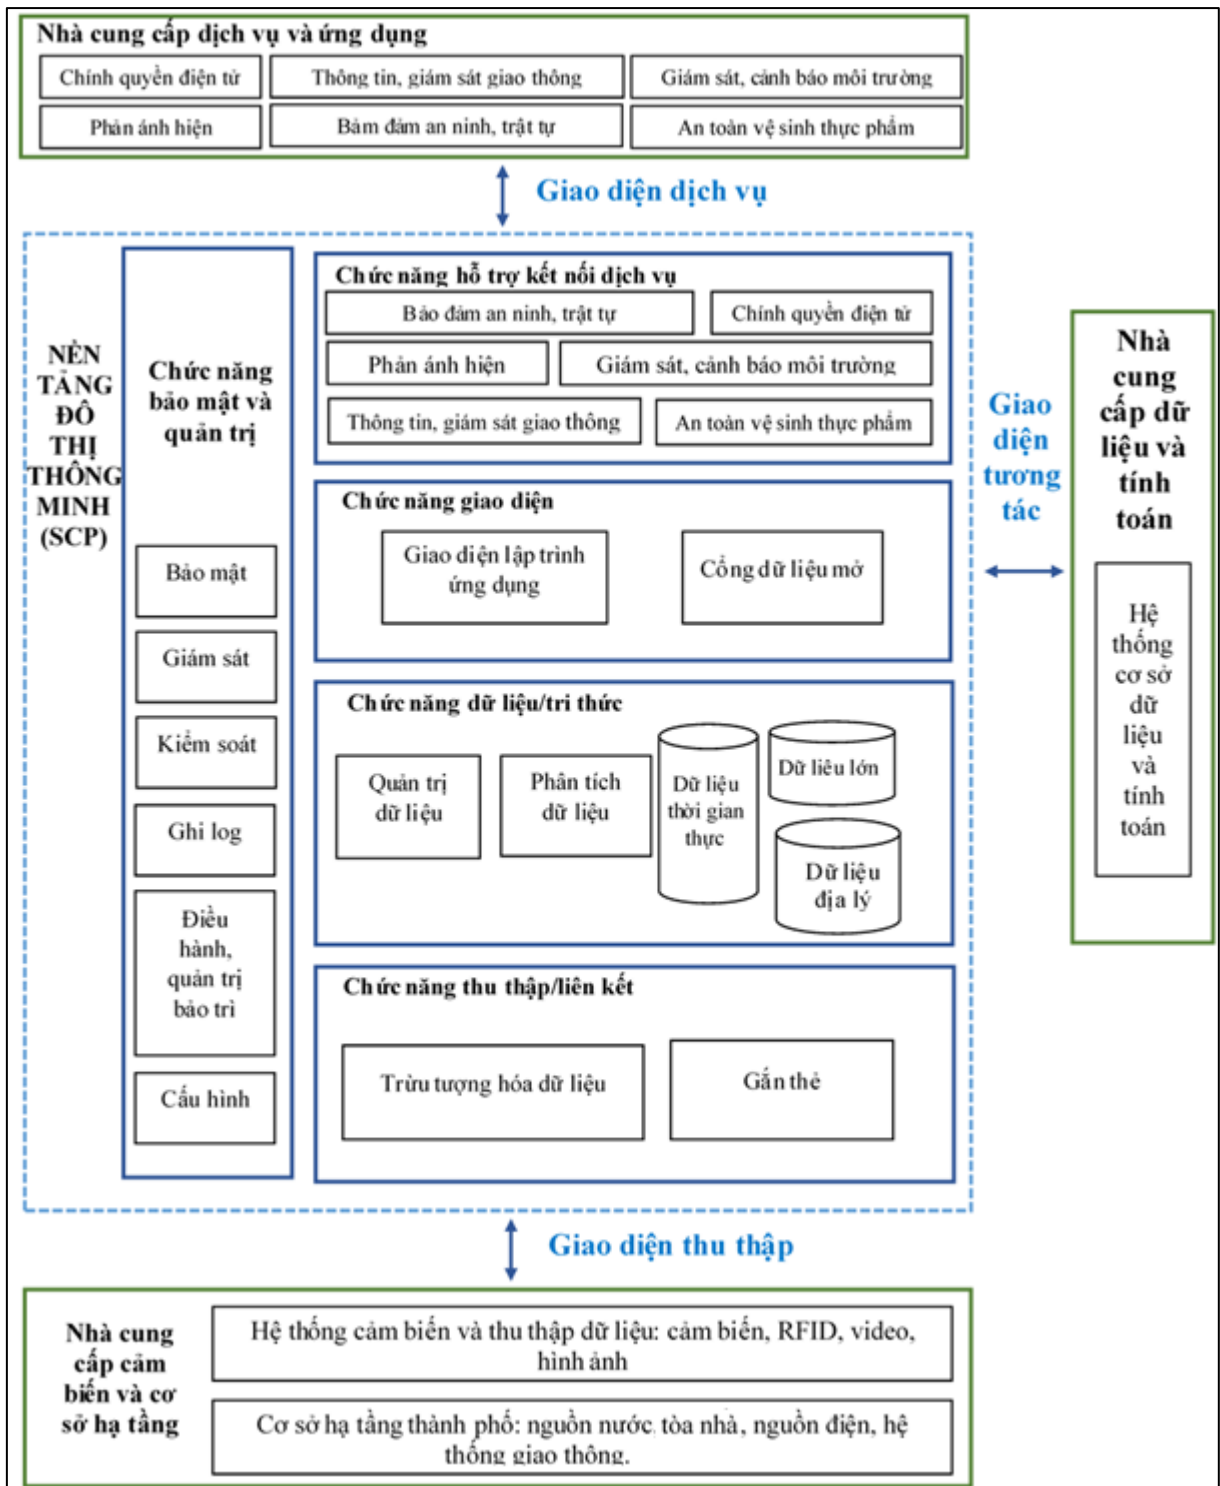 Nhà cung cấp dịch vụ và ứng dụng
Chính quyền điện tử
Thông tin, giám sát giao thông
Giám sát, cảnh báo môi trường
Phản ánh hiện
Bảm đảm an ninh, trật tự
An toàn vệ sinh thực phẩm
Giao diện dịch vụ
NỀN
TẢNG
ĐÔ
THỊ
THÔNG
MINH
(SCP)
Chức năng
bảo mật và
quản trị
Bảo mật
Giám sát
Kiểm soát
Ghi log
Điều
hành,
quản trị
bảo trì
Cấu hình
Chức năng hỗ trợ kết nối dịch vụ
Bảo đảm an ninh, trật tự
Chính quyền điện tử
Phản ánh hiện
Giám sát, cảnh báo môi trường
Thông tin, giám sát giao thông
An toàn vệ sinh thực phẩm
Chức năng giao diện
Giao diện lập trình
ứng dụng
Cổng dữ liệu mở
Chức năng dữ liệu/tri thức
Quản trị
dữ liệu
Phân tích
dữ liệu
Dữ liệu
thời gian
thực
Dữ liêu lớn
Dữ liệu
địa lý
Chức năng thu thập/liên kết
Trừu tượng hóa dữ liệu
Gắn thẻ
Giao
diện
tương
tác
Nhà
cung
cấp dữ
liệu và
tính
toán
Hệ
thống
cơ sở
dữ
liệu
và
tính
toán
Giao diện thu thập
Nhà cung
cấp cảm
biến và cơ
sở hạ tầng
Hệ thống cảm biến và thu thập dữ liệu: cảm biến, RFID, video,
hình ảnh
Cơ sở hạ tầng thành phố: nguồn nước, tòa nhà, nguồn điện, hệ
thống giao thông.